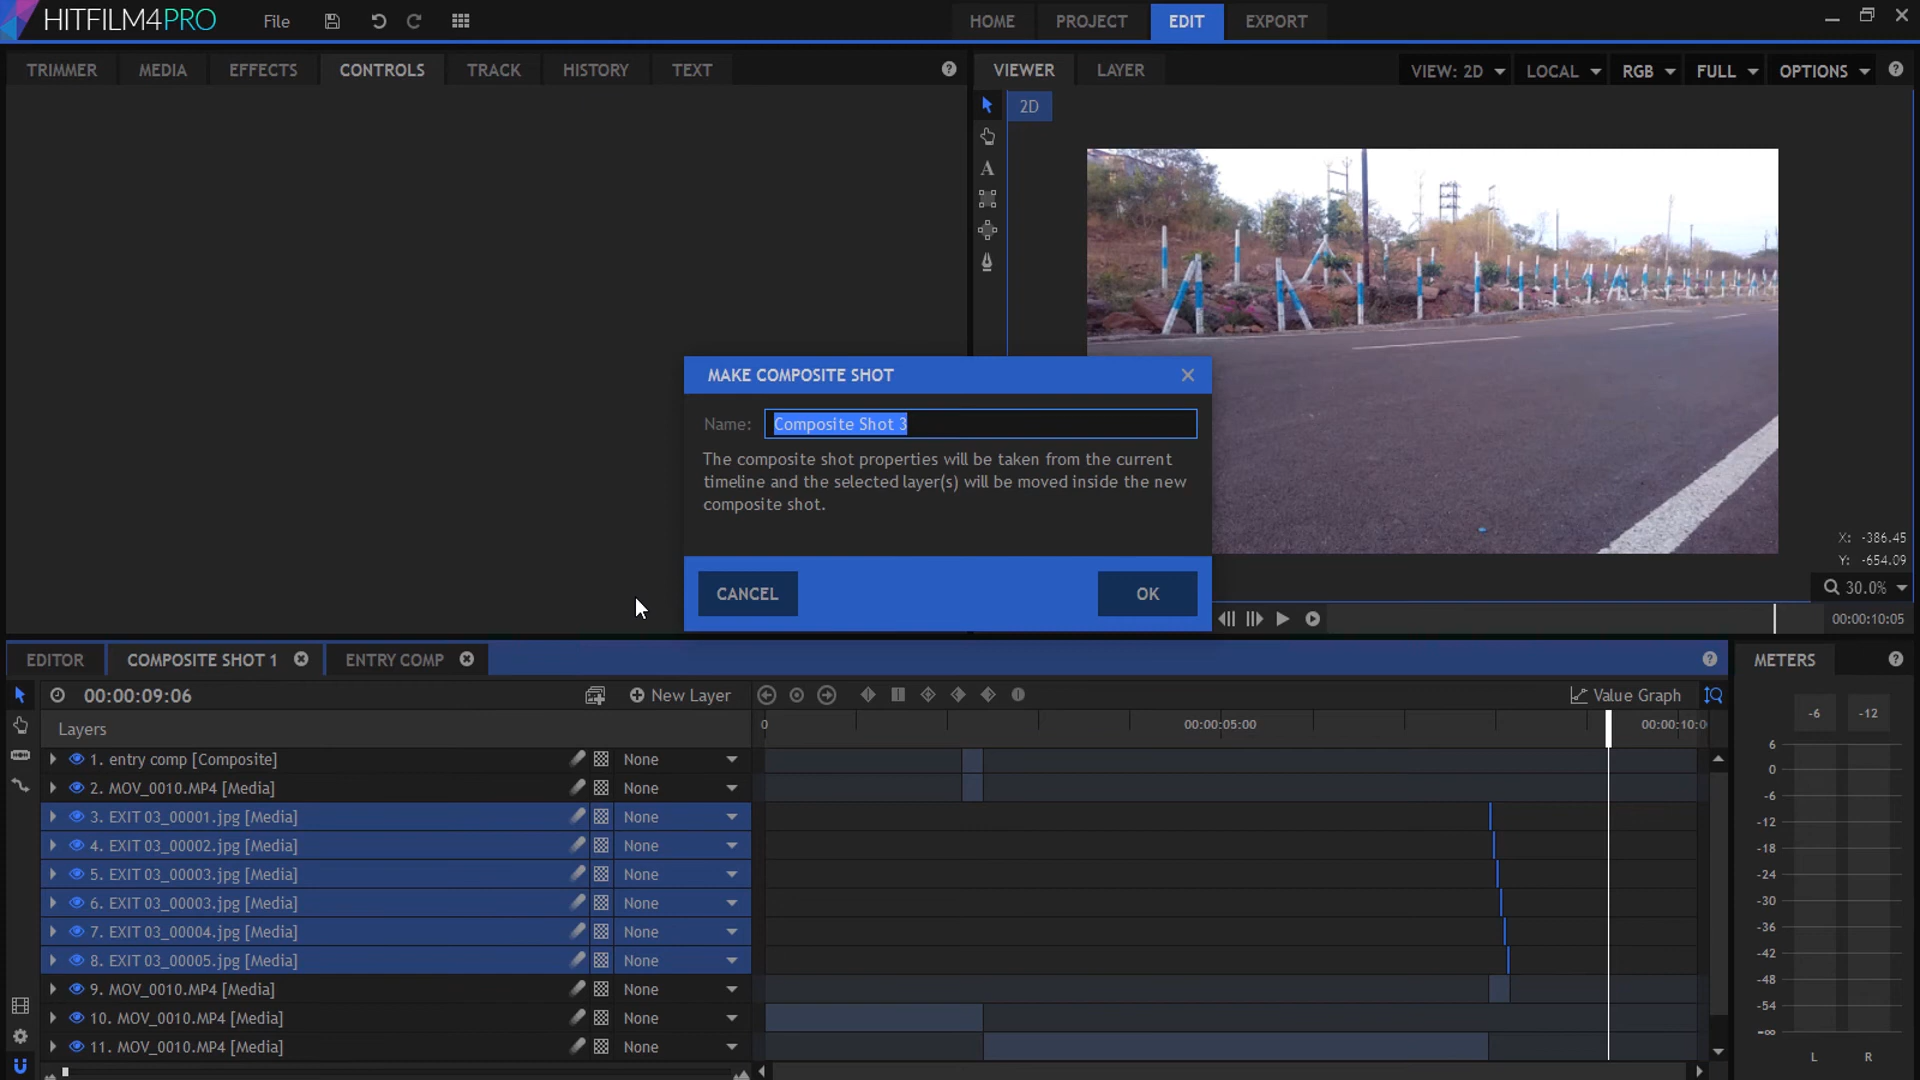 HITFILM4PRO
File
HOME
PROJECT
EDIT
EXPORT
TRIMMER
MEDIA
EFFECTS
CONTROLS
TRACK
HISTORY
TEXT
VIEWER
LAYER
VIEW: 2D
LOCAL
RGB
FULL
OPTIONS
2D
A
MAKE COMPOSITE SHOT
Name: Composite Shot 3
The composite shot properties will be taken from the current
timeline and the selected layer(s) will be moved inside the new
composite shot.
CANCEL
OK
X: -386.45
Y: -654.09
30.0%
00:00:10:05
EDITOR
COMPOSITE SHOT 1
ENTRY COMP
METERS
00:00:09:06
New Layer
Value Graph
-6 -12
Layers
0
00:00:05:00
00:00:10:0
1. entry comp [Composite] None
2. MOV_0010.MP4 [Media] None
3. EXIT 03_00001.jpg [Media] None
4. EXIT 03_00002.jpg [Media] None
5. EXIT 03_00003.jpg [Media] None
6. EXIT 03_00003.jpg [Media] None
7. EXIT 03_00004.jpg [Media] None
8. EXIT 03_00005.jpg [Media] None
9. MOV_0010.MP4 [Media] None
10. MOV_0010.MP4 [Media] None
11. MOV_0010.MP4 [Media] None
6
0
-6
-12
-18
-24
-30
-36
-42
-48
-54
-∞
L R